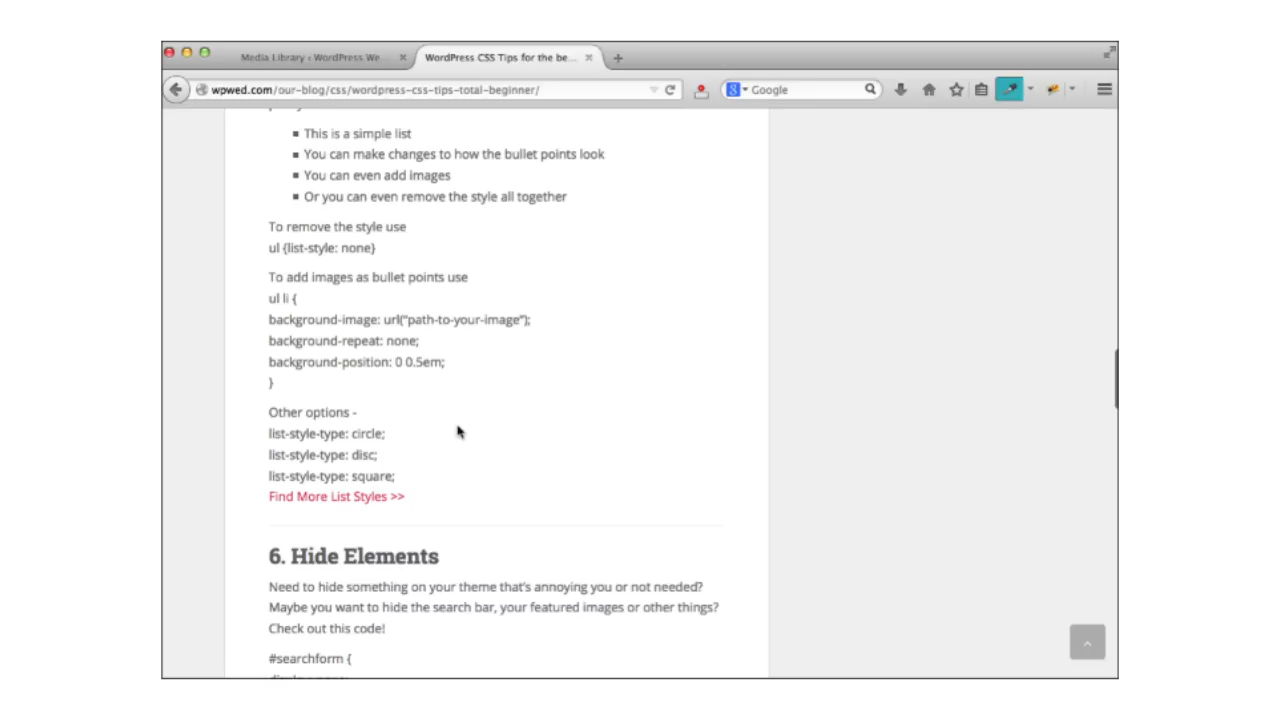 Media Library ‹ WordPress We...
WordPress CSS Tips for the be...
wpwed.com/our-blog/css/wordpress-css-tips-total-beginner/
Google
This is a simple list
You can make changes to how the bullet points look
You can even add images
Or you can even remove the style all together
To remove the style use
ul {list-style: none}
To add images as bullet points use
ul li {
background-image: url("path-to-your-image");
background-repeat: none;
background-position: 0 0.5em;
}
Other options -
list-style-type: circle;
list-style-type: disc;
list-style-type: square;
Find More List Styles >>
6. Hide Elements
Need to hide something on your theme that's annoying you or not needed?
Maybe you want to hide the search bar, your featured images or other things?
Check out this code!
#searchform {